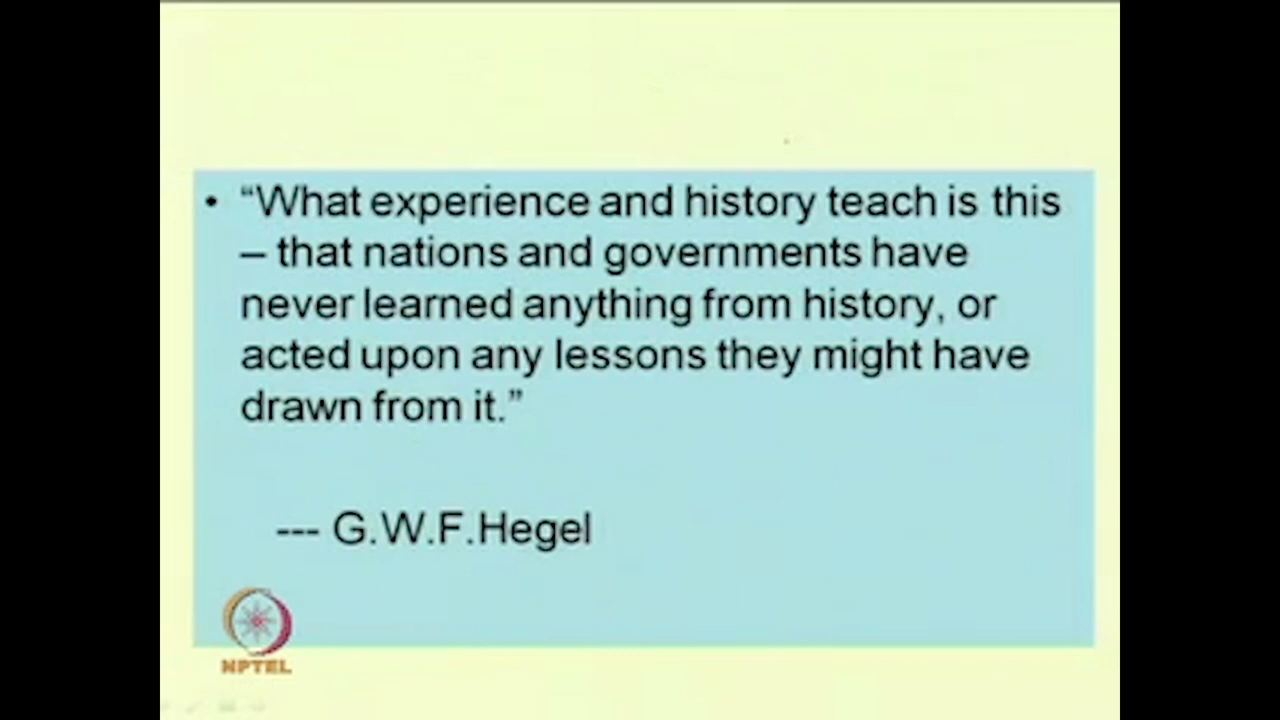 • “What experience and history teach is this
– that nations and governments have
never learned anything from history, or
acted upon any lessons they might have
drawn from it.”
--- G.W.F.Hegel
NPTEL